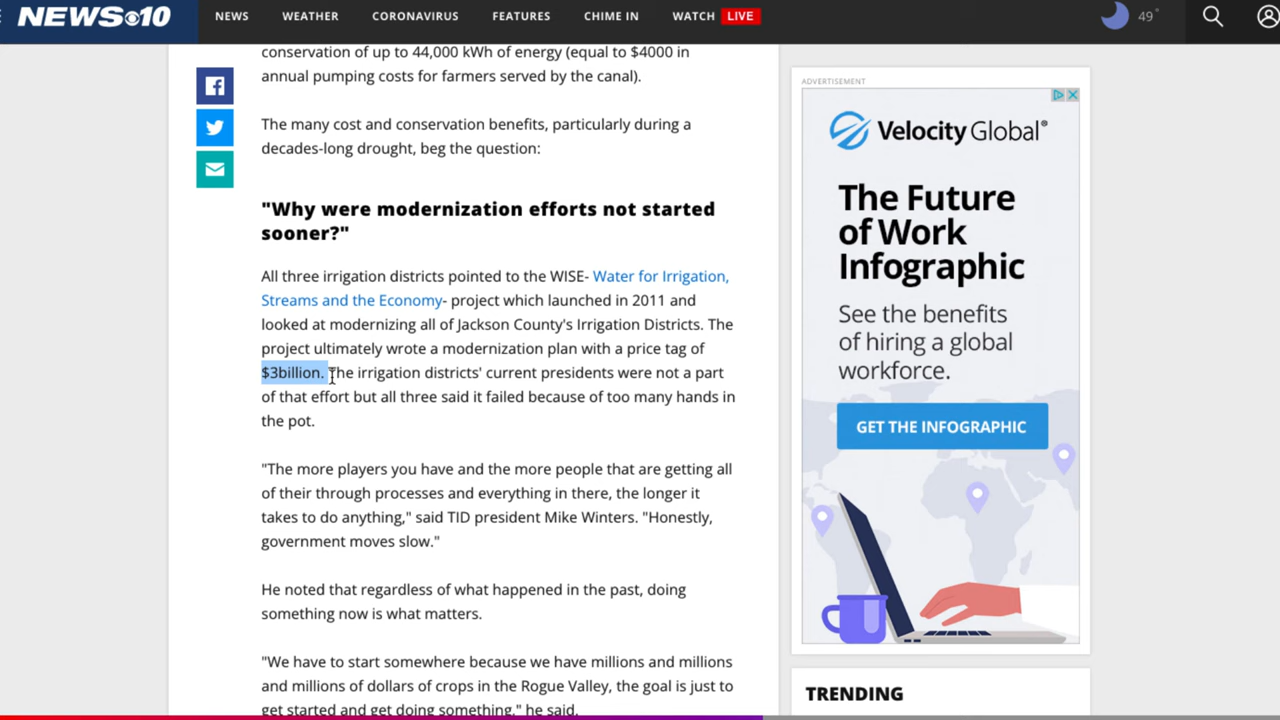 NEWS 10
NEWS
WEATHER
CORONAVIRUS
FEATURES
CHIME IN
WATCH LIVE
49°
conservation of up to 44,000 kWh of energy (equal to $4000 in
annual pumping costs for farmers served by the canal).
The many cost and conservation benefits, particularly during a
decades-long drought, beg the question:
"Why were modernization efforts not started
sooner?"
All three irrigation districts pointed to the WISE- Water for Irrigation,
Streams and the Economy- project which launched in 2011 and
looked at modernizing all of Jackson County's Irrigation Districts. The
project ultimately wrote a modernization plan with a price tag of
$3billion. The irrigation districts' current presidents were not a part
of that effort but all three said it failed because of too many hands in
the pot.
"The more players you have and the more people that are getting all
of their through processes and everything in there, the longer it
takes to do anything," said TID president Mike Winters. "Honestly,
government moves slow."
He noted that regardless of what happened in the past, doing
something now is what matters.
"We have to start somewhere because we have millions and millions
and millions of dollars of crops in the Rogue Valley, the goal is just to
get started and get doing something," he said.
ADVERTISEMENT
Velocity Global®
The Future
of Work
Infographic
See the benefits
of hiring a global
workforce.
GET THE INFOGRAPHIC
TRENDING